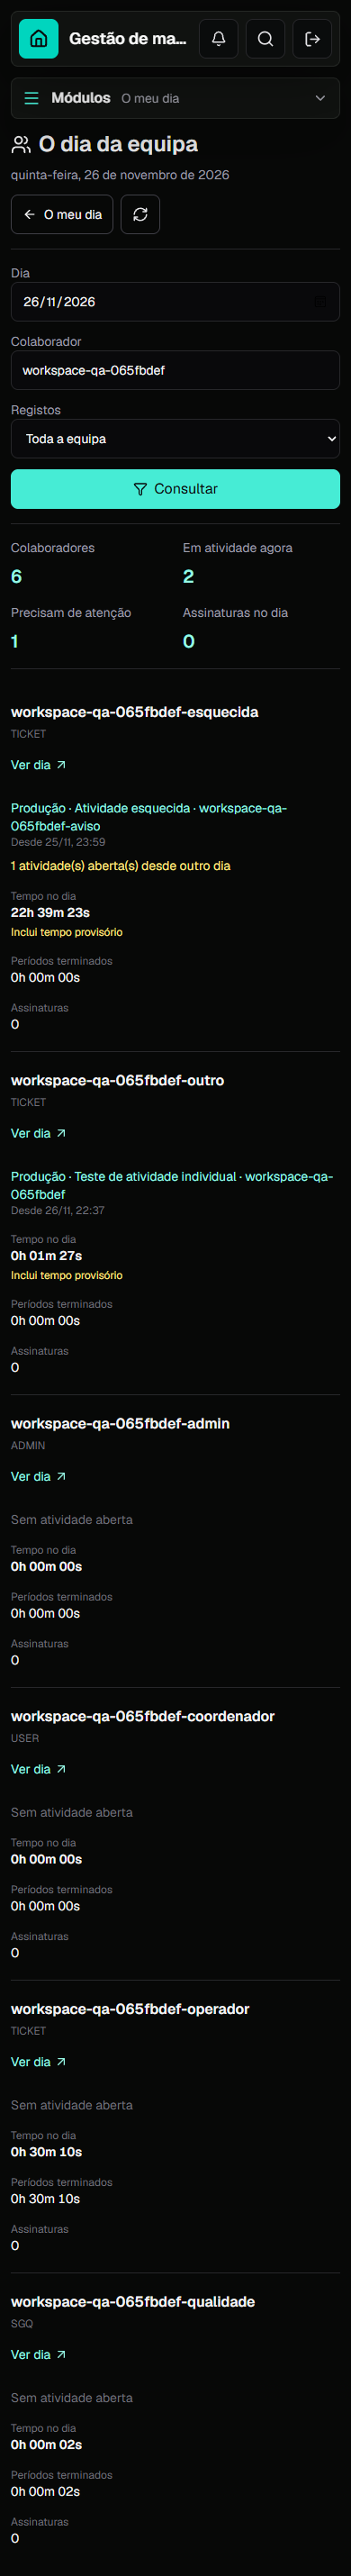 Gestão de ma...
Módulos O meu dia
O dia da equipa
quinta-feira, 26 de novembro de 2026
O meu dia
Dia
26/11/2026
Colaborador
workspace-qa-065fbdef
Registos
Toda a equipa
Consultar
Colaboradores
6
Em atividade agora
2
Precisam de atenção
1
Assinaturas no dia
0
workspace-qa-065fbdef-esquecida
TICKET
Ver dia
Produção · Atividade esquecida · workspace-qa-
065fbdef-aviso
Desde 25/11, 23:59
1 atividade(s) aberta(s) desde outro dia
Tempo no dia
22h 39m 23s
Inclui tempo provisório
Períodos terminados
0h 00m 00s
Assinaturas
0
workspace-qa-065fbdef-outro
TICKET
Ver dia
Produção · Teste de atividade individual · workspace-qa-
065fbdef
Desde 26/11, 22:37
Tempo no dia
0h 01m 27s
Inclui tempo provisório
Períodos terminados
0h 00m 00s
Assinaturas
0
workspace-qa-065fbdef-admin
ADMIN
Ver dia
Sem atividade aberta
Tempo no dia
0h 00m 00s
Períodos terminados
0h 00m 00s
Assinaturas
0
workspace-qa-065fbdef-coordenador
USER
Ver dia
Sem atividade aberta
Tempo no dia
0h 00m 00s
Períodos terminados
0h 00m 00s
Assinaturas
0
workspace-qa-065fbdef-operador
TICKET
Ver dia
Sem atividade aberta
Tempo no dia
0h 30m 10s
Períodos terminados
0h 30m 10s
Assinaturas
0
workspace-qa-065fbdef-qualidade
SGQ
Ver dia
Sem atividade aberta
Tempo no dia
0h 00m 02s
Períodos terminados
0h 00m 02s
Assinaturas
0